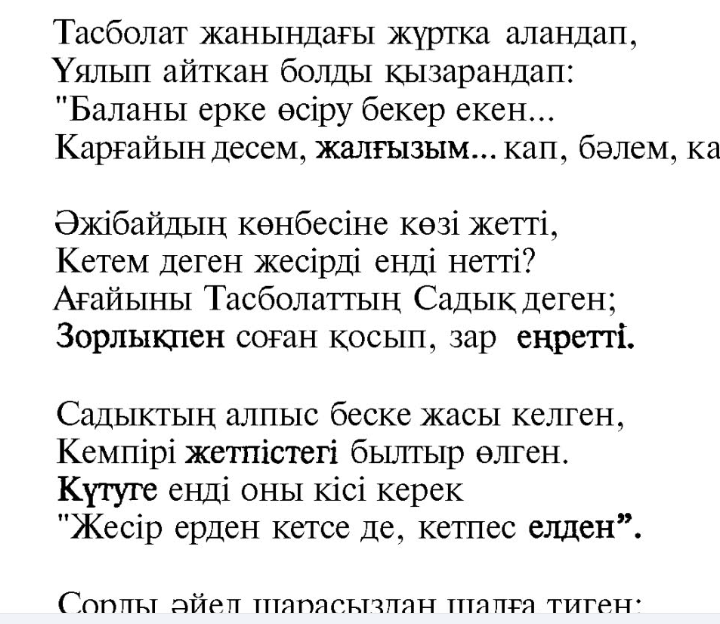 Тасболат жанындағы жүртка аландап,
Үялып айткан болды қызарандап:
"Баланы ерке өсіру бекер екен...
Карғайын десем, жалғызым... кап, бәлем, ка
Әжібайдың көнбесіне көзі жетті,
Кетем деген жесірді енді нетті?
Ағайыны Тасболаттың Садық деген;
Зорлықпен соған қосып, зар еңретті.
Садыктың алпыс беске жасы келген,
Кемпірі жетпістегі былтыр өлген.
Күтуге енді оны кісі керек
"Жесір ерден кетсе де, кетпес елден”.
Сорлы әйел шарасыздан шалға тиген: